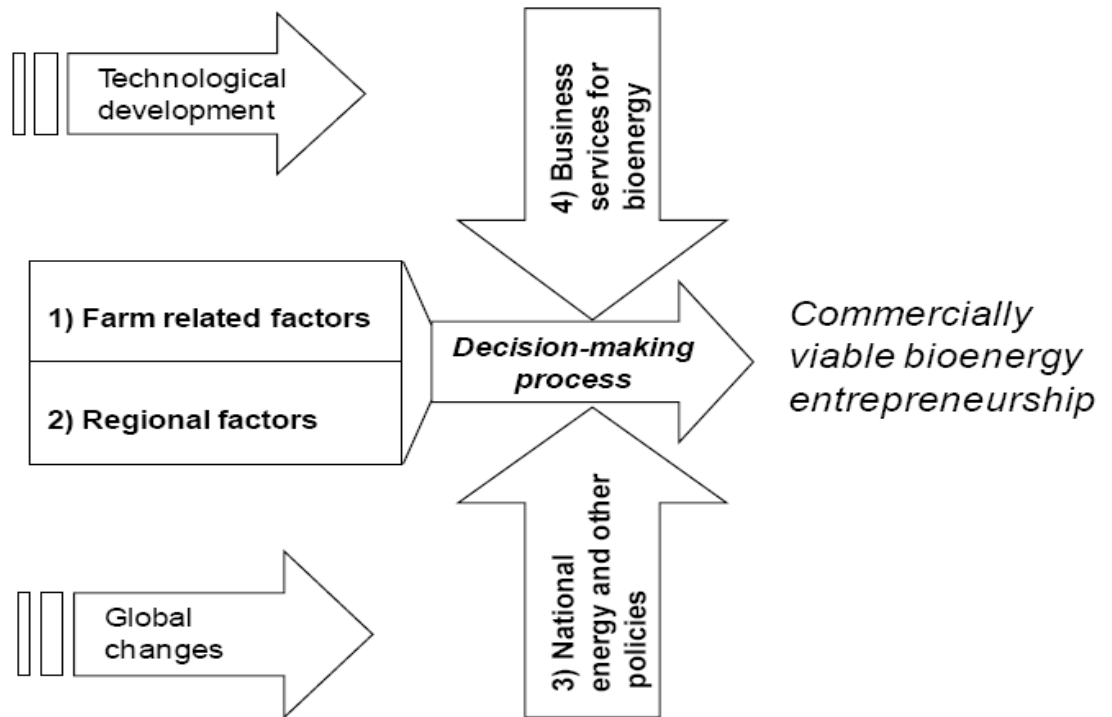 Technological
development
4) Business
services for
bioenergy
1) Farm related factors
2) Regional factors
Decision-making
process
Commercially
viable bioenergy
entrepreneurship
Global
changes
3) National
energy and other
policies